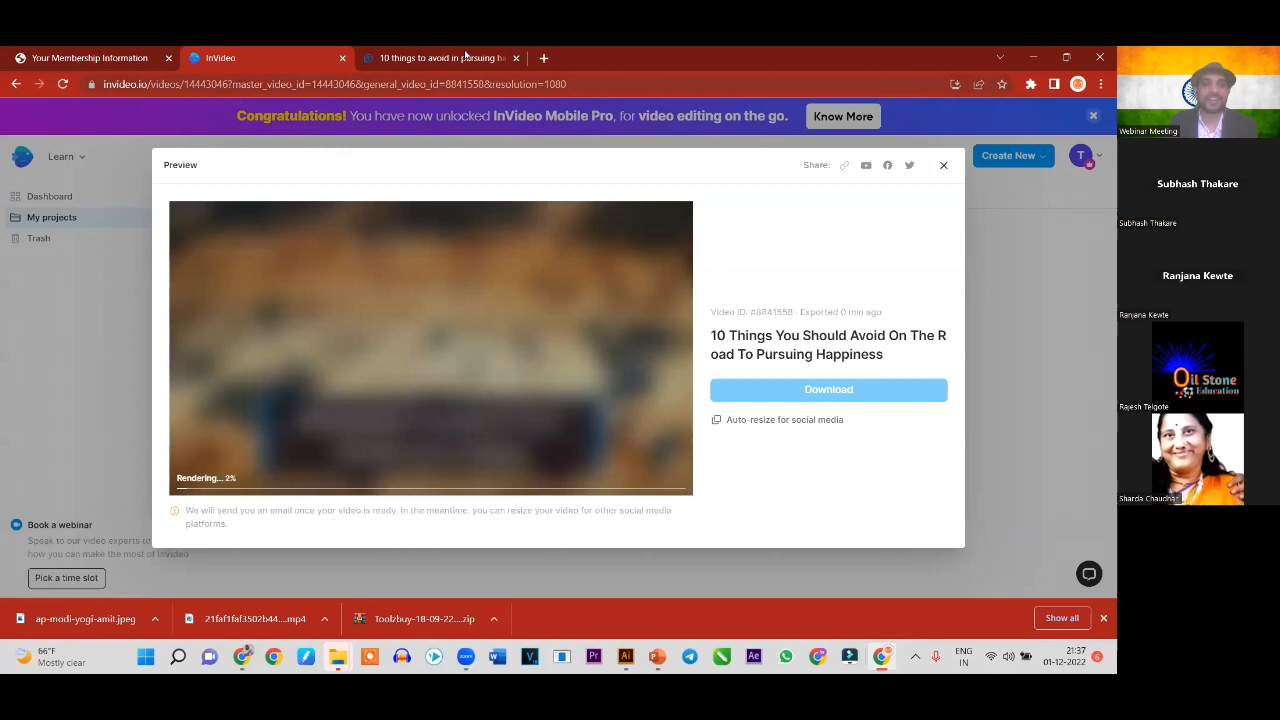 Your Membership Information
InVideo
10 things to avoid in pursuing ha
invideo.io/videos/14443046?master_video_id=14443046&general_video_id=8841558&resolution=1080
Congratulations! You have now unlocked InVideo Mobile Pro, for video editing on the go.
Know More
Learn
Create New
T
Dashboard
My projects
Trash
Preview
Share:
Rendering... 2%
We will send you an email once your video is ready. In the meantime, you can resize your video for other social media
platforms.
Video ID: #8841558 · Exported 0 min ago
10 Things You Should Avoid On The R
oad To Pursuing Happiness
Download
Auto-resize for social media
Book a webinar
Speak to our video experts to
how you can make the most of InVideo
Pick a time slot
ap-modi-yogi-amit.jpeg
21faf1faf3502b44....mp4
Toolzbuy-18-09-22....zip
Show all
66°F
Mostly clear
ENG
IN
21:37
01-12-2022
6
Webinar Meeting
Subhash Thakare
Subhash Thakare
Ranjana Kewte
Ranjana Kewte
Oil Stone
Education
Rajesh Telgote
Sharda Chaudhar